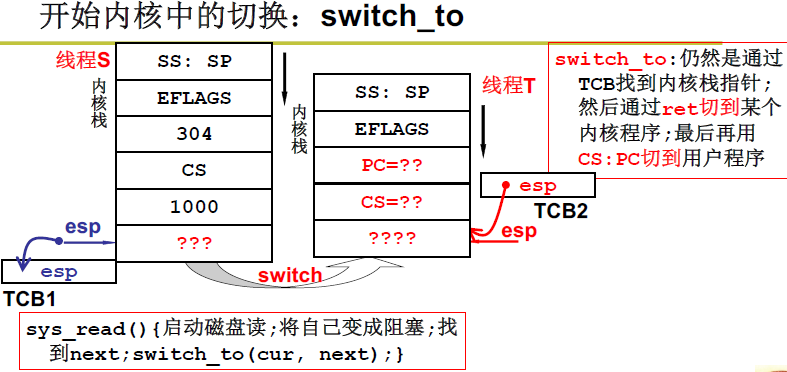 开始内核中的切换：switch_to
线程S
内核栈
SS: SP
EFLAGS
304
CS
1000
???
esp
esp
TCB1
内核栈
SS: SP
EFLAGS
PC=??
CS=??
????
线程T
esp
TCB2
esp
switch
switch_to:仍然是通过
TCB找到内核栈指针;
然后通过ret切到某个
内核程序;最后再用
CS:PC切到用户程序
sys_read(){启动磁盘读;将自己变成阻塞;找
到next;switch_to(cur, next);}